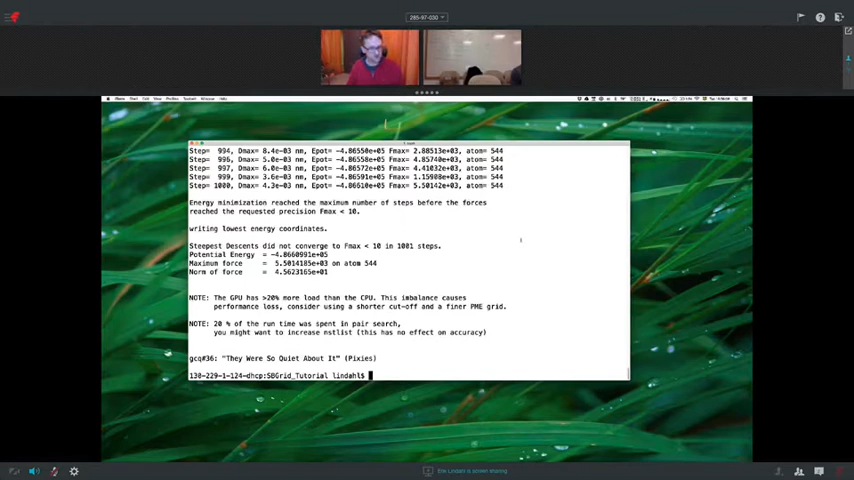 285-97-030
Step= 994, Dmax= 8.4e-03 nm, Epot= -4.86550e+05 Fmax= 2.88513e+03, atom= 544
Step= 996, Dmax= 5.0e-03 nm, Epot= -4.86566e+05 Fmax= 4.85740e+03, atom= 544
Step= 997, Dmax= 6.0e-03 nm, Epot= -4.86572e+05 Fmax= 4.41032e+03, atom= 544
Step= 999, Dmax= 3.6e-03 nm, Epot= -4.86591e+05 Fmax= 1.15908e+03, atom= 544
Step= 1000, Dmax= 4.3e-03 nm, Epot= -4.86610e+05 Fmax= 5.50142e+03, atom= 544
Energy minimization reached the maximum number of steps before the forces
reached the requested precision Fmax < 10.
writing lowest energy coordinates.
Steepest Descents did not converge to Fmax < 10 in 1001 steps.
Potential Energy = -4.8660991e+05
Maximum force = 5.5014185e+03 on atom 544
Norm of force = 4.5623165e+01
NOTE: The GPU has >20% more load than the CPU. This imbalance causes
performance loss, consider using a shorter cut-off and a finer PME grid.
NOTE: 20 % of the run time was spent in pair search,
you might want to increase nstlist (this has no effect on accuracy)
gcq#36: "They Were So Quiet About It" (Pixies)
130-229-1-124-dhcp:SBGrid_Tutorial lindahl$
Erik Lindahl is screen sharing